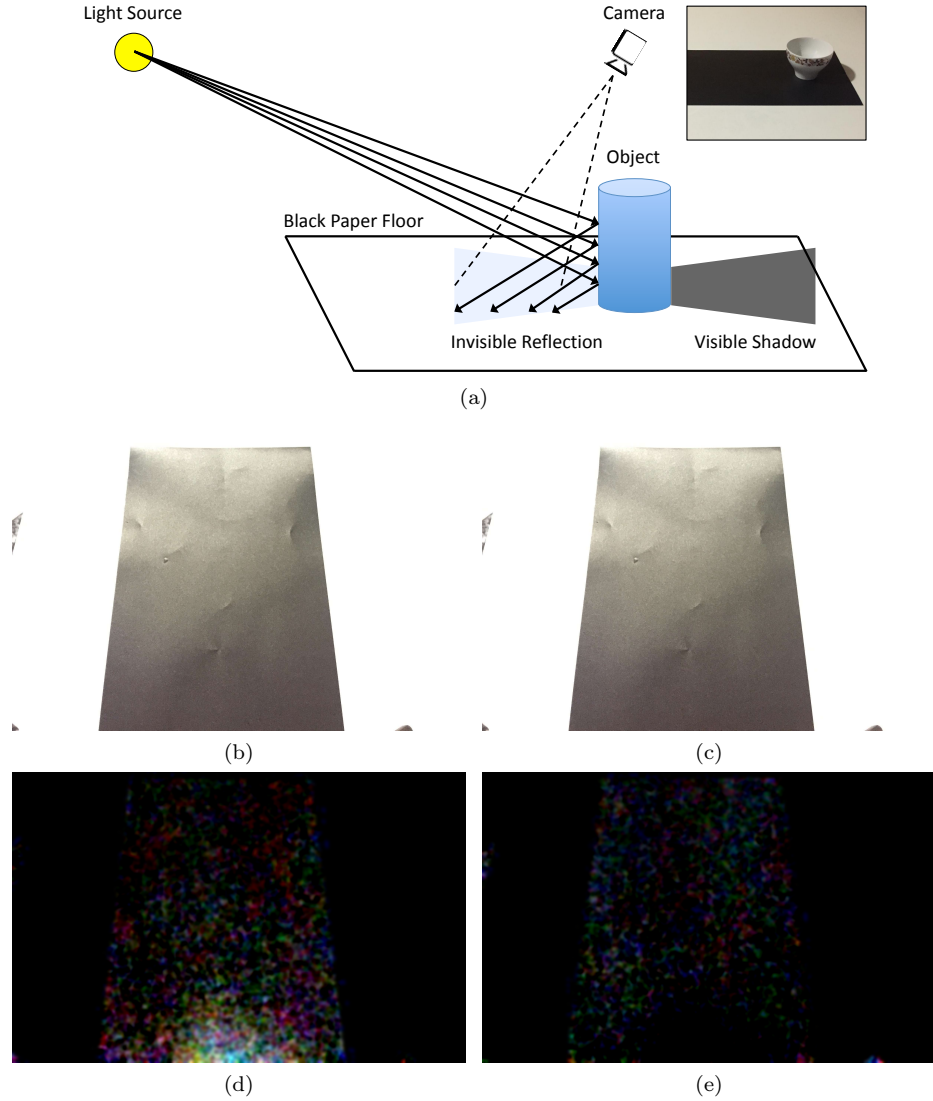 Light Source
Camera
Object
Black Paper Floor
Invisible Reflection
Visible Shadow
(a)
(b)
(c)
(d)
(e)